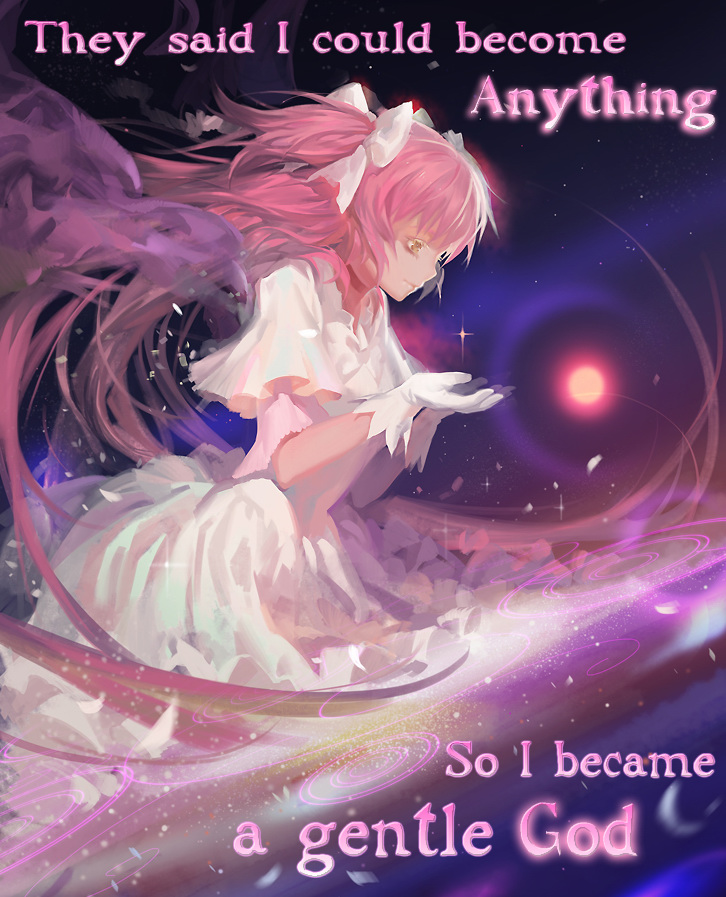 They said I could become
Anything
So I became
a gentle God